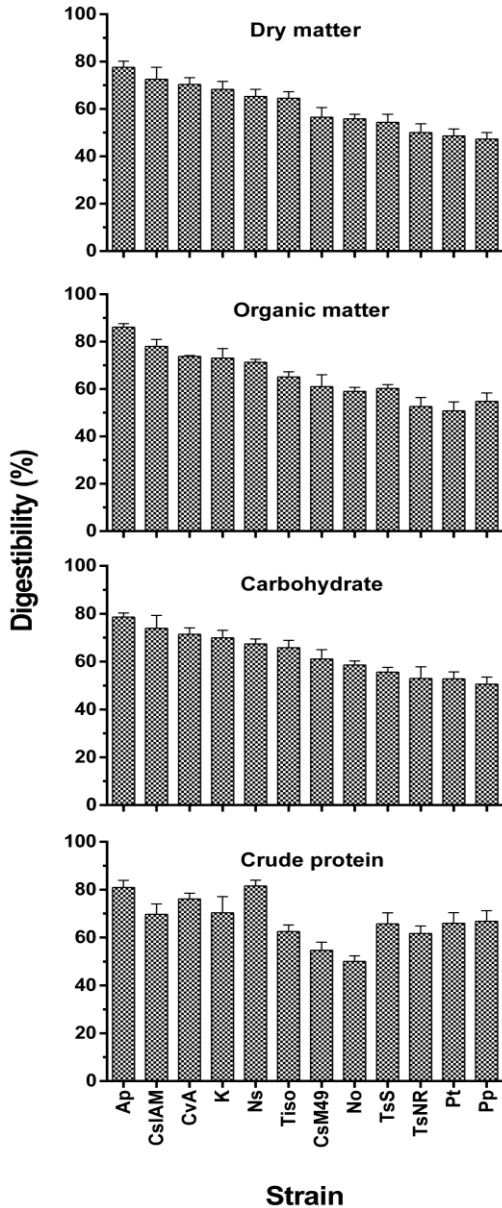 Digestibility (%)
Dry matter
100
80
60
40
20
0
Organic matter
100
80
60
40
20
0
Carbohydrate
100
80
60
40
20
0
Crude protein
100
80
60
40
20
0
Ap
CsIAM
CvA
K
Ns
Tiso
CsM49
No
TsS
TsNR
Pt
Pp
Strain